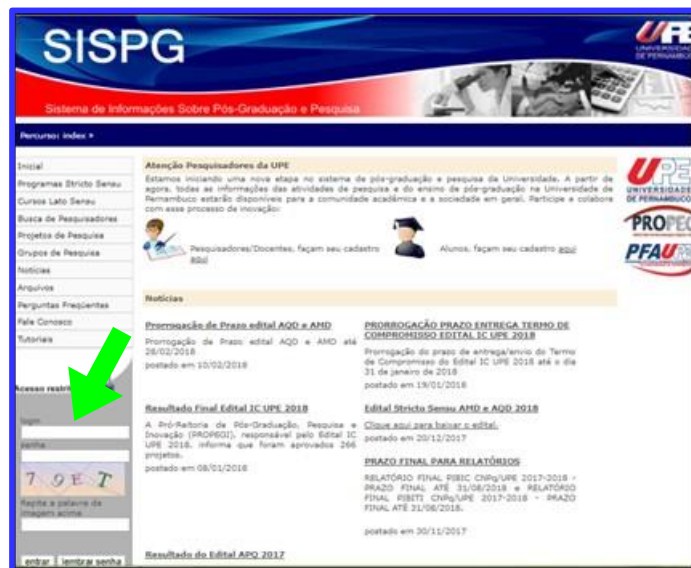 SISPG
UPE
UNIVERSIDADE
DE PERNAMBUCO
Sistema de Informações Sobre Pós-Graduação e Pesquisa
Percurso: index »
Inicial
Programas Stricto Sensu
Cursos Lato Sensu
Busca de Pesquisadores
Projetos de Pesquisa
Grupos de Pesquisa
Notícias
Arquivos
Perguntas Freqüentes
Fale Conosco
Tutoriais
Acesso restrito
login
senha
7 9 E T
Repita a palavra da
imagem acima
entrar
lembrar senha
Atenção Pesquisadores da UPE
Estamos iniciando uma nova etapa no sistema de pós-graduação e pesquisa da Universidade. A partir de
agora, todas as informações das atividades de pesquisa e do ensino de pós-graduação na Universidade de
Pernambuco estarão disponíveis para a comunidade acadêmica e a sociedade em geral. Participe e colabore
com esse processo de inovação:
Pesquisadores/Docentes, façam seu cadastro
aqui
Alunos, façam seu cadastro aqui
Notícias
Prorrogação de Prazo edital AQD e AMD
Prorrogação de Prazo edital AQD e AMD até
28/02/2018
postado em 10/02/2018
Resultado Final Edital IC UPE 2018
A Pró-Reitoria de Pós-Graduação, Pesquisa e
Inovação (PROPEGI), responsável pelo Edital IC
UPE 2018, informa que foram aprovados 266
projetos.
postado em 08/01/2018
Resultado do Edital APQ 2017
PRORROGAÇÃO PRAZO ENTREGA TERMO DE
COMPROMISSO EDITAL IC UPE 2018
Prorrogação do prazo de entrega/envio do Termo
de Compromisso do Edital IC UPE 2018 até o dia
31 de janeiro de 2018
postado em 19/01/2018
Edital Stricto Sensu AMD e AQD 2018
Clique aqui para baixar o edital.
postado em 20/12/2017
PRAZO FINAL PARA RELATÓRIOS
RELATÓRIO FINAL PIBIC CNPq/UPE 2017-2018 -
PRAZO FINAL ATÉ 31/08/2018 e RELATÓRIO
FINAL PIBITI CNPq/UPE 2017-2018 - PRAZO
FINAL ATÉ 31/08/2018.
postado em 30/11/2017
UPE
UNIVERSIDADE
DE PERNAMBUCO
PROPEG
PFAUPE